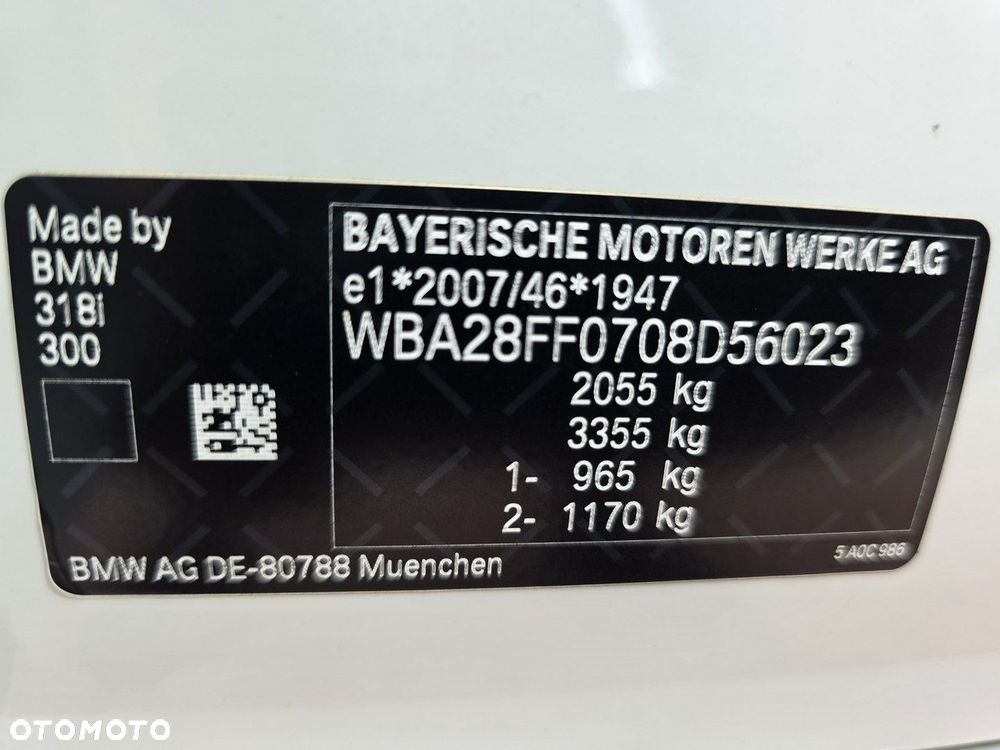 Made by
BMW
318i
300
BAYERISCHE MOTOREN WERKE AG
e1*2007/46*1947
WBA28FF0708D56023
2055 kg
3355 kg
1- 965 kg
2- 1170 kg
BMW AG DE-80788 Muenchen
5 A0C 986
OTOMOTO